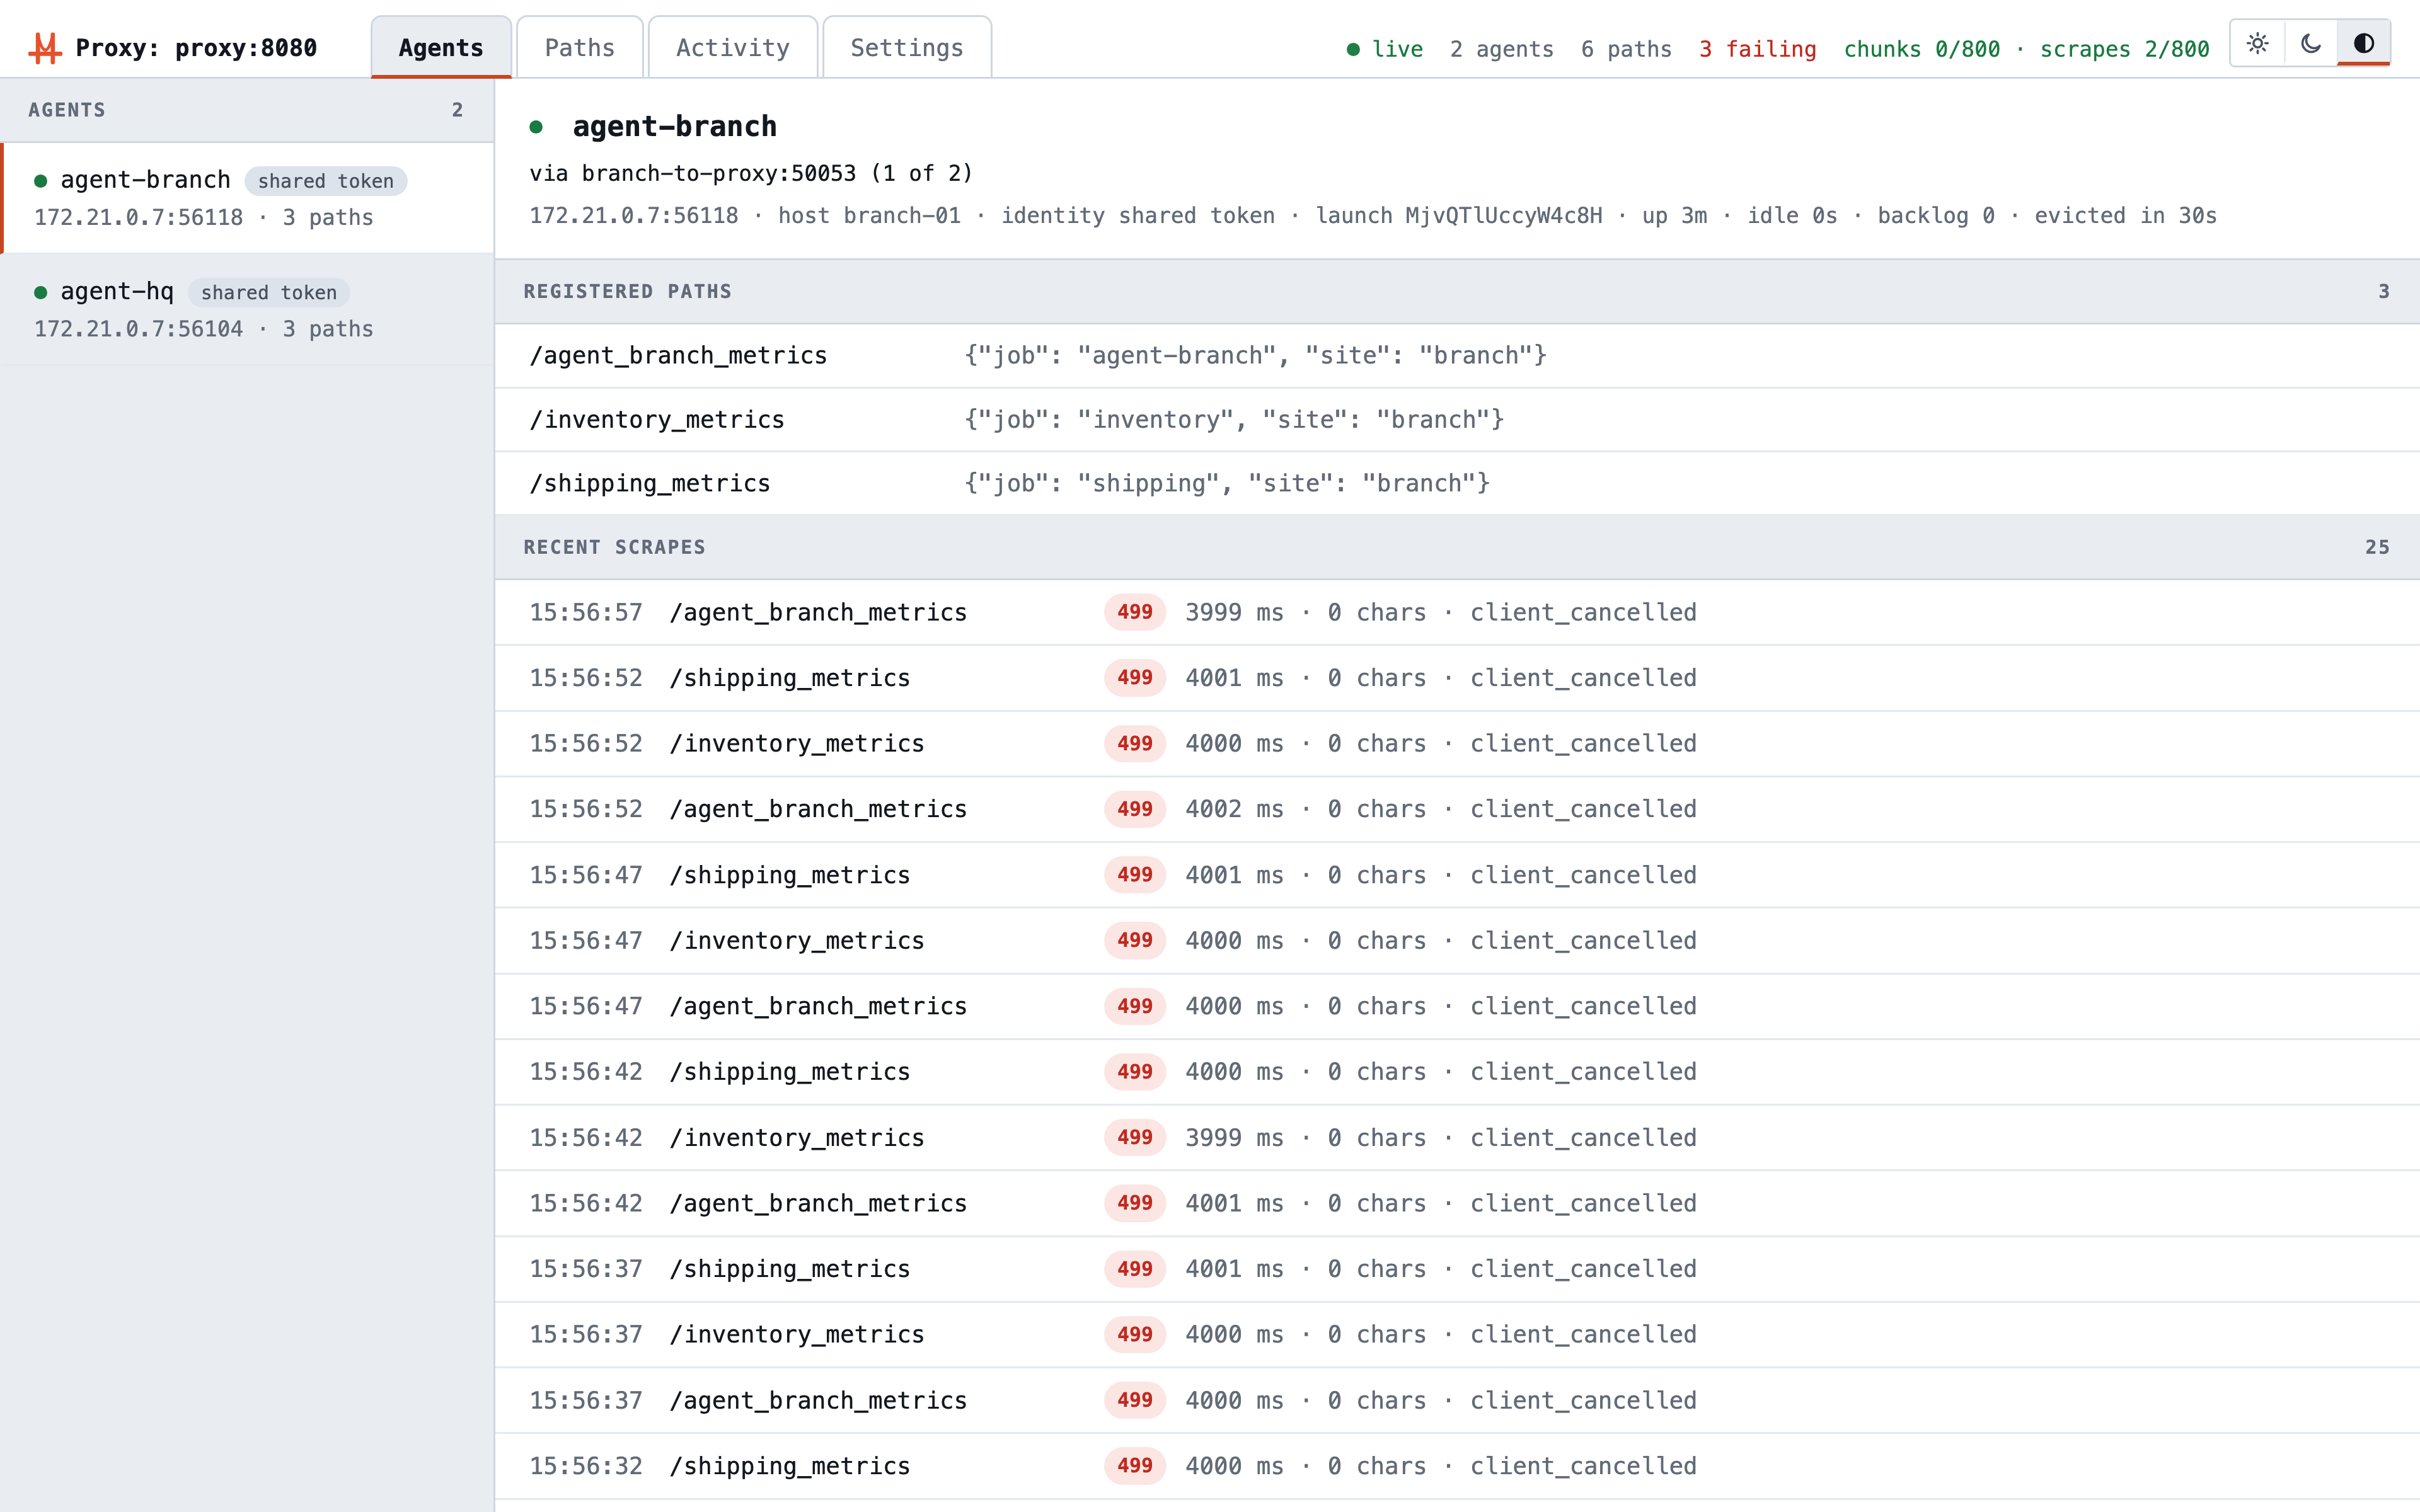 Proxy: proxy:8080 Agents Paths Activity Settings live 2 agents 6 paths 3 failing chunks 0/800 · scrapes 2/800
AGENTS 2
agent-branch shared token
172.21.0.7:56118 · 3 paths
agent-hq shared token
172.21.0.7:56104 · 3 paths
agent-branch
via branch-to-proxy:50053 (1 of 2)
172.21.0.7:56118 · host branch-01 · identity shared token · launch MjvQTlUccyW4c8H · up 3m · idle 0s · backlog 0 · evicted in 30s
REGISTERED PATHS 3
/agent_branch_metrics {"job": "agent-branch", "site": "branch"}
/inventory_metrics {"job": "inventory", "site": "branch"}
/shipping_metrics {"job": "shipping", "site": "branch"}
RECENT SCRAPES 25
15:56:57 /agent_branch_metrics 499 3999 ms · 0 chars · client_cancelled
15:56:52 /shipping_metrics 499 4001 ms · 0 chars · client_cancelled
15:56:52 /inventory_metrics 499 4000 ms · 0 chars · client_cancelled
15:56:52 /agent_branch_metrics 499 4002 ms · 0 chars · client_cancelled
15:56:47 /shipping_metrics 499 4001 ms · 0 chars · client_cancelled
15:56:47 /inventory_metrics 499 4000 ms · 0 chars · client_cancelled
15:56:47 /agent_branch_metrics 499 4000 ms · 0 chars · client_cancelled
15:56:42 /shipping_metrics 499 4000 ms · 0 chars · client_cancelled
15:56:42 /inventory_metrics 499 3999 ms · 0 chars · client_cancelled
15:56:42 /agent_branch_metrics 499 4001 ms · 0 chars · client_cancelled
15:56:37 /shipping_metrics 499 4001 ms · 0 chars · client_cancelled
15:56:37 /inventory_metrics 499 4000 ms · 0 chars · client_cancelled
15:56:37 /agent_branch_metrics 499 4000 ms · 0 chars · client_cancelled
15:56:32 /shipping_metrics 499 4000 ms · 0 chars · client_cancelled